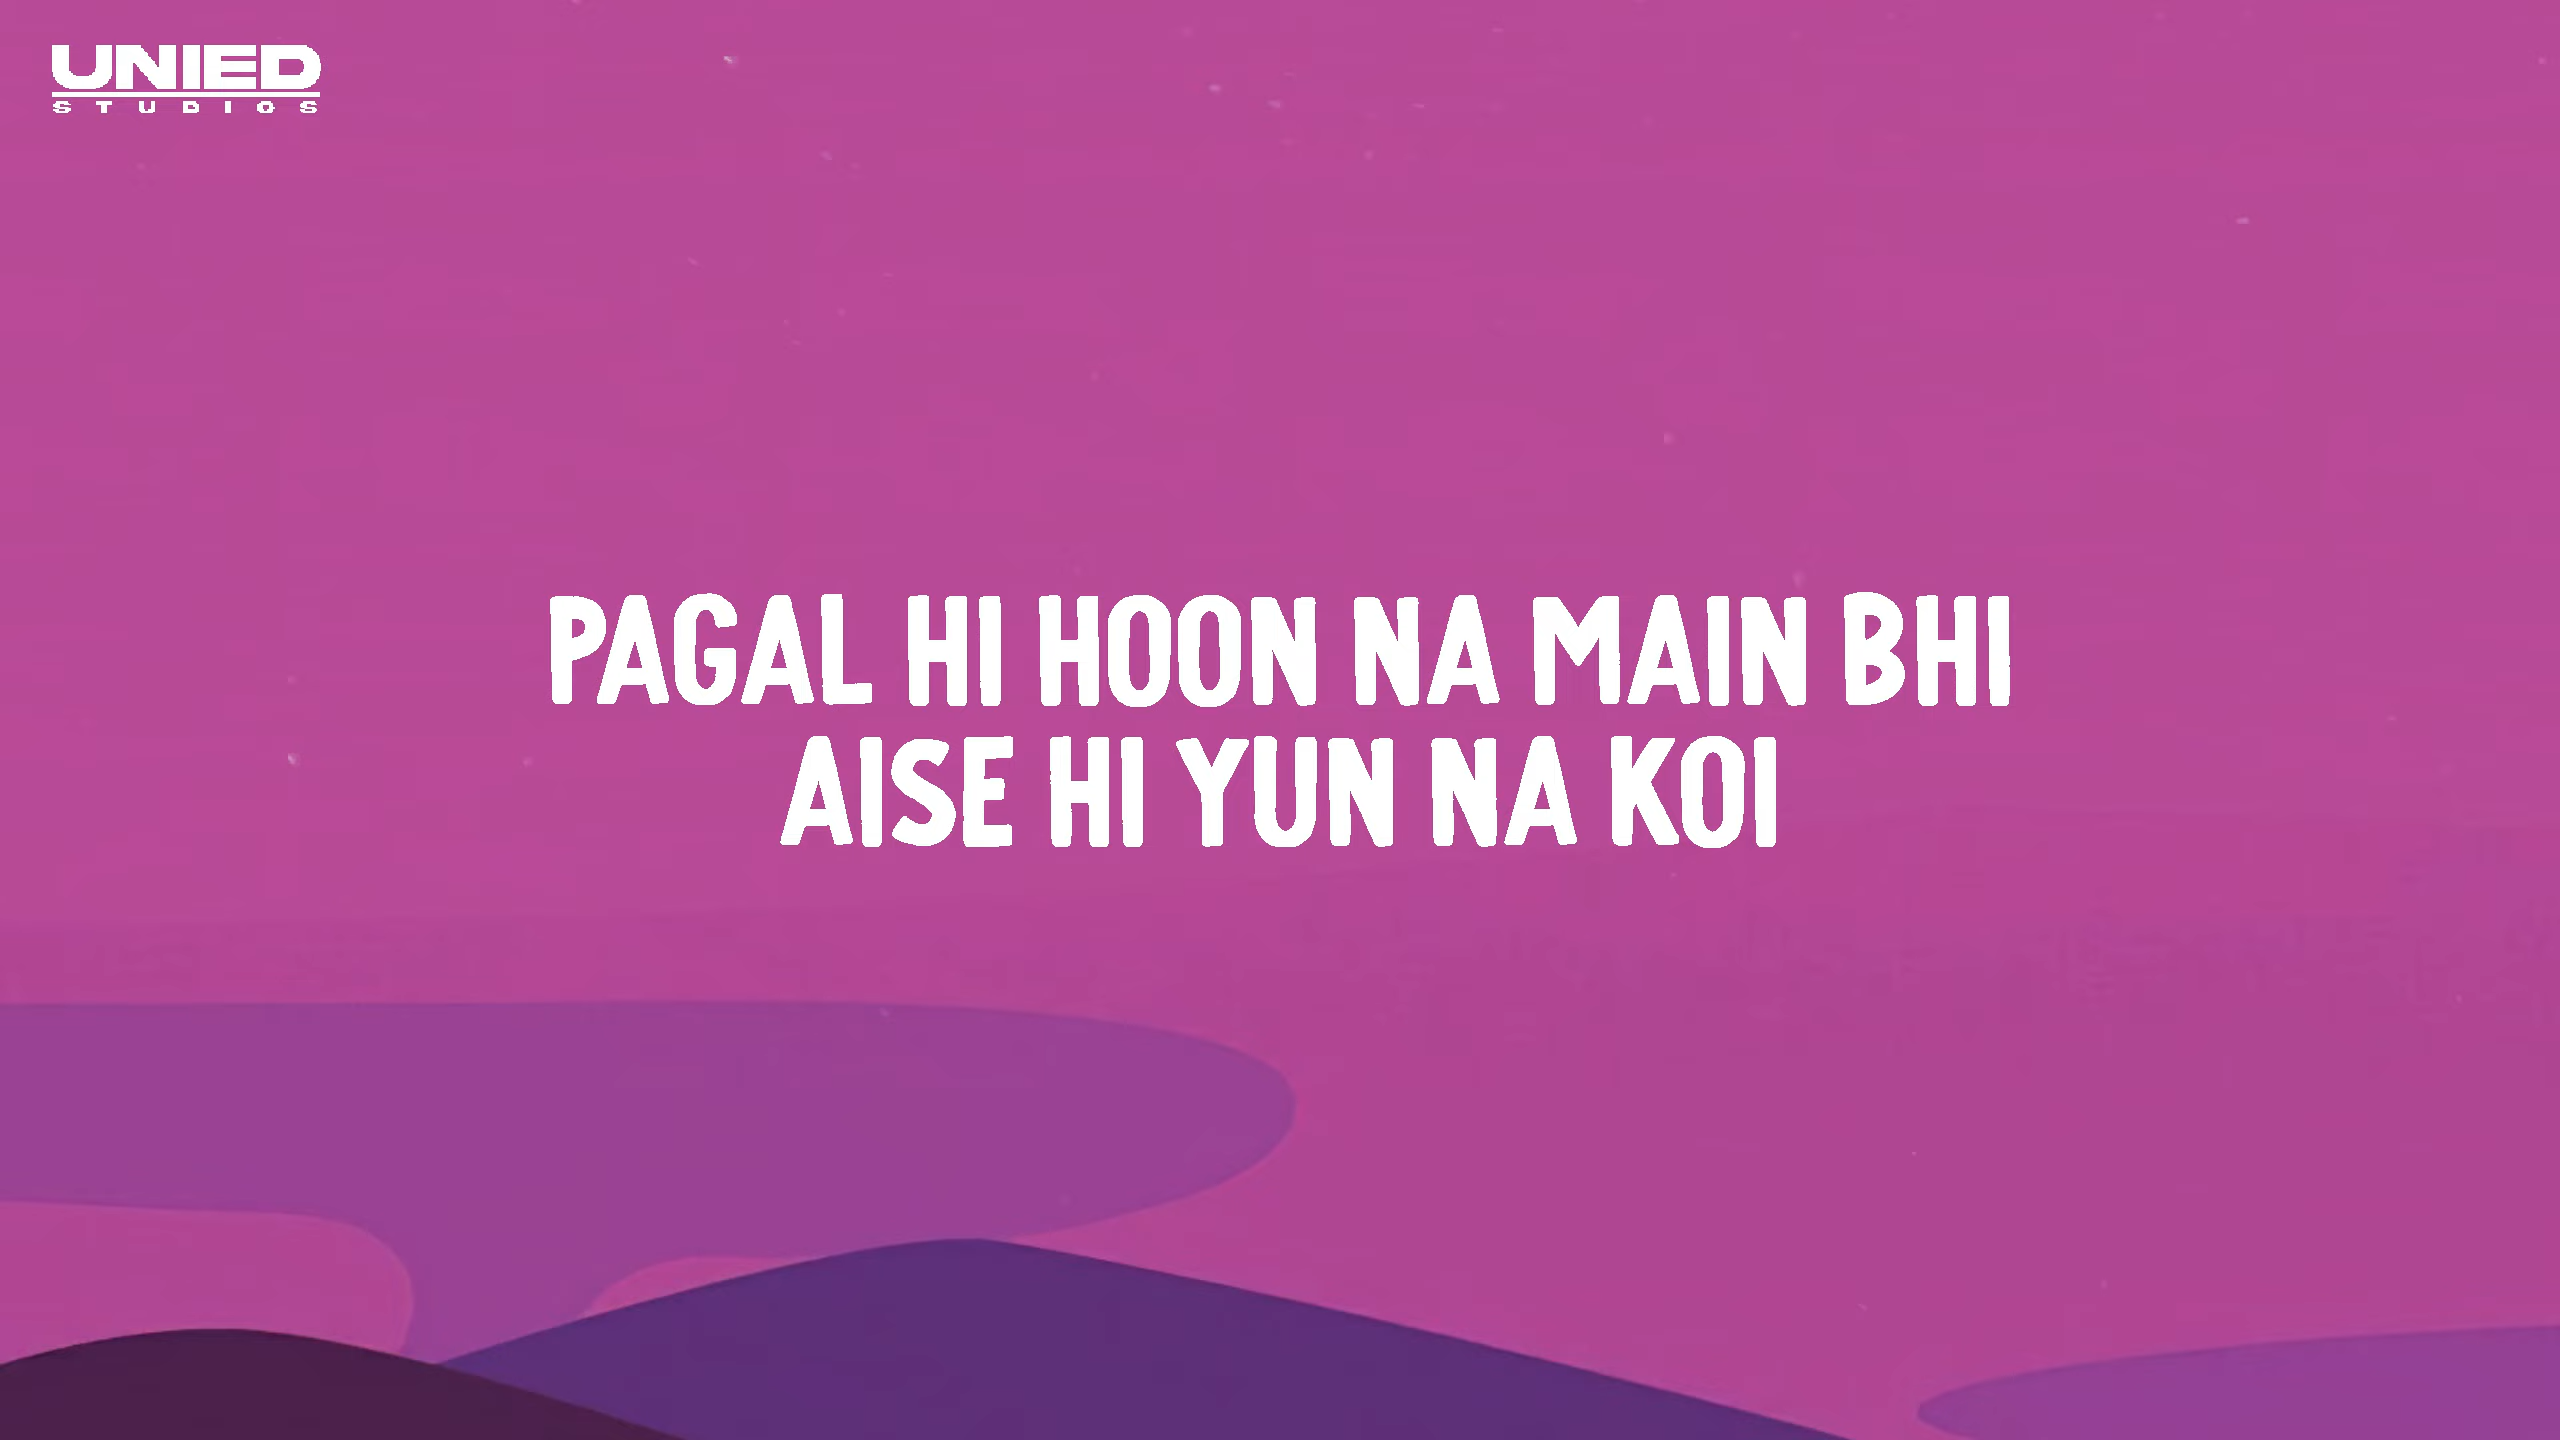 UNIED
STUDIOS
PAGAL HI HOON NA MAIN BHI
AISE HI YUN NA KOI